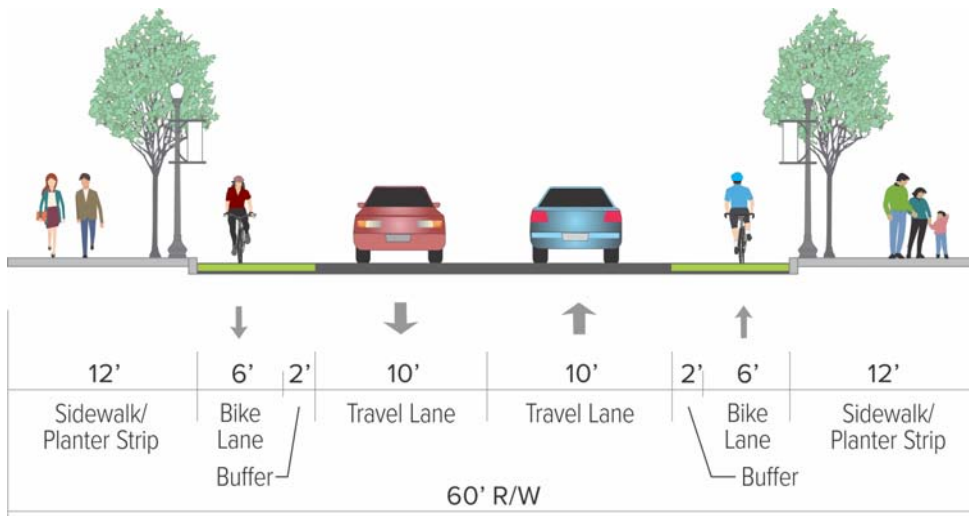 12’ 6’ 2’ 10’ 10’ 2’ 6’ 12’
Sidewalk/
Planter Strip
Bike
Lane
Buffer
Travel Lane
Travel Lane
Buffer
Bike
Lane
Sidewalk/
Planter Strip
60’ R/W